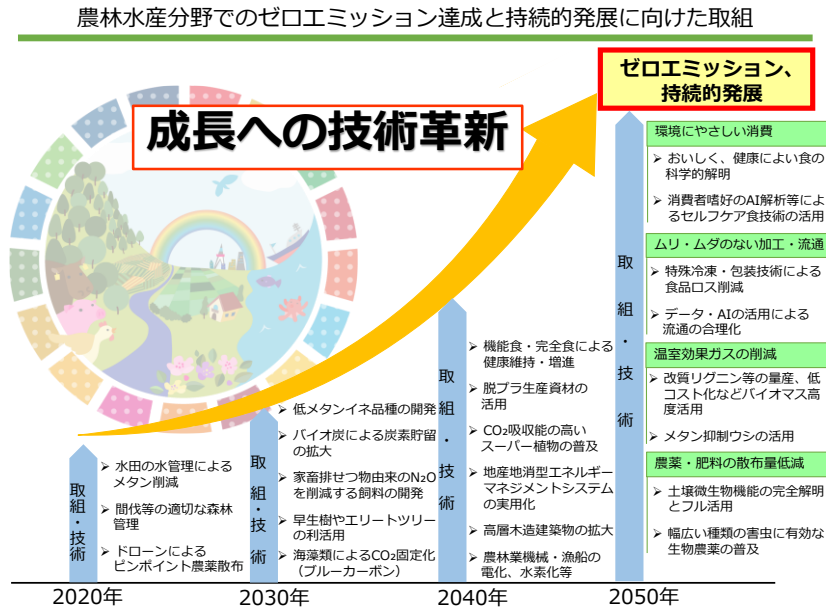 農林水産分野でのゼロエミッション達成と持続的発展に向けた取組
ゼロエミッション、
持続的発展
成長への技術革新
取組・技術
➢ 水田の水管理による
メタン削減
➢ 間伐等の適切な森林
管理
➢ ドローンによる
ピンポイント農薬散布
2020年
取組・技術
➢ 低メタンイネ品種の開発
➢ バイオ炭による炭素貯留
の拡大
➢ 家畜排せつ物由来のN₂O
を削減する飼料の開発
➢ 早生樹やエリートツリー
の利活用
➢ 海藻類によるCO₂固定化
（ブルーカーボン）
2030年
取組・技術
➢ 機能食・完全食による
健康維持・増進
➢ 脱プラ生産資材の
活用
➢ CO₂吸収能の高い
スーパー植物の普及
➢ 地産地消型エネルギー
マネジメントシステム
の実用化
➢ 高層木造建築物の拡大
➢ 農林業機械・漁船の
電化、水素化等
2040年
取組・技術
環境にやさしい消費
➢ おいしく、健康によい食の
科学的解明
➢ 消費者嗜好のAI解析等によ
るセルフケア食技術の活用
ムリ・ムダのない加工・流通
➢ 特殊冷凍・包装技術による
食品ロス削減
➢ データ・AIの活用による
流通の合理化
温室効果ガスの削減
➢ 改質リグニン等の量産、低
コスト化などバイオマス高
度活用
➢ メタン抑制ウシの活用
農薬・肥料の散布量低減
➢ 土壌微生物機能の完全解明
とフル活用
➢ 幅広い種類の害虫に有効な
生物農薬の普及
2050年